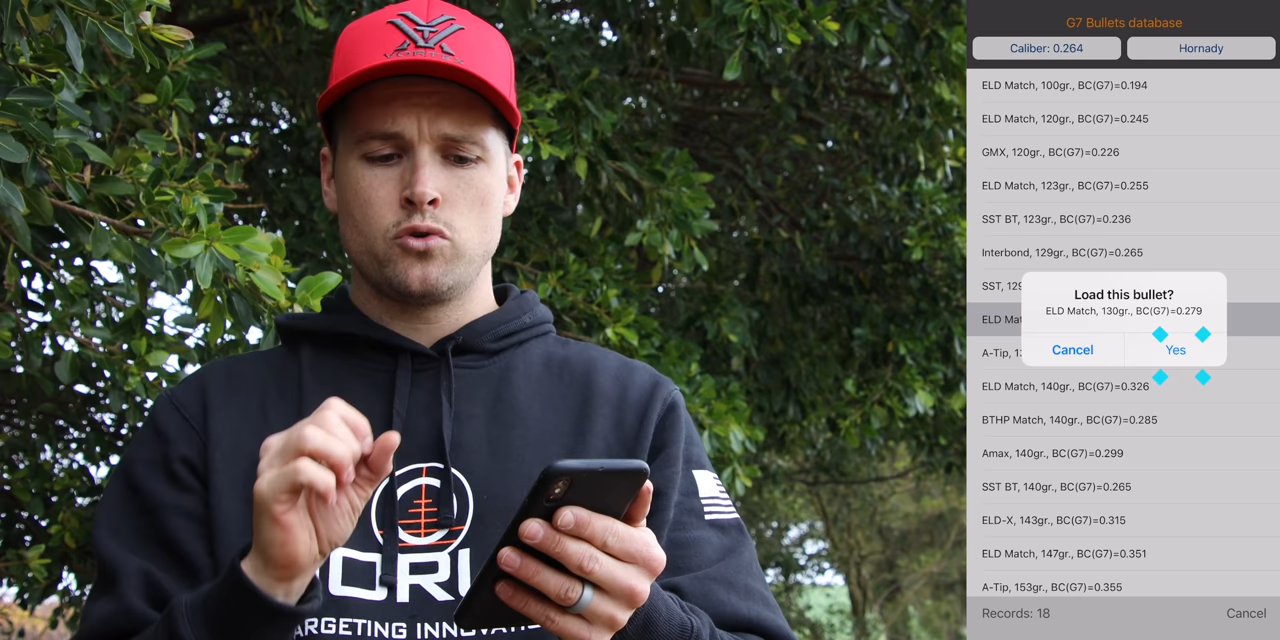 VORTEX
ARGETING INNOVATI
G7 Bullets database
Caliber: 0.264
Hornady
ELD Match, 100gr., BC(G7)=0.194
ELD Match, 120gr., BC(G7)=0.245
GMX, 120gr., BC(G7)=0.226
ELD Match, 123gr., BC(G7)=0.255
SST BT, 123gr., BC(G7)=0.236
Interbond, 129gr., BC(G7)=0.265
SST, 129
ELD Mat
Load this bullet?
ELD Match, 130gr., BC(G7)=0.279
Cancel
Yes
A-Tip, 13
ELD Match, 140gr., BC(G7)=0.326
BTHP Match, 140gr., BC(G7)=0.285
Amax, 140gr., BC(G7)=0.299
SST BT, 140gr., BC(G7)=0.265
ELD-X, 143gr., BC(G7)=0.315
ELD Match, 147gr., BC(G7)=0.351
A-Tip, 153gr., BC(G7)=0.355
Records: 18
Cancel